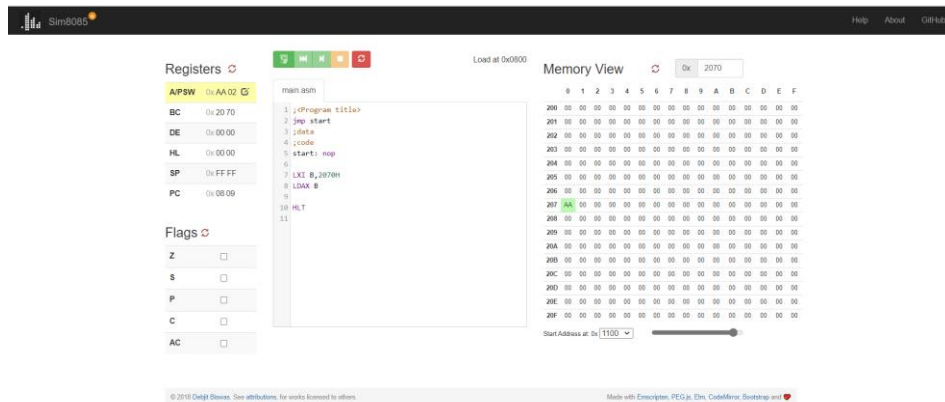 Sim8085
Help About GitHub
Registers
A/PSW 0x AA 02
BC 0x 20 70
DE 0x 00 00
HL 0x 00 00
SP 0x FF FF
PC 0x 08 09
Flags
Z
S
P
C
AC
Load at 0x0800
main.asm
1 ;<Program title>
2 jmp start
3 ;data
4 ;code
5 start: nop
6
7 LXI B,2070H
8 LDAX B
9
10 HLT
11
Memory View 0x 2070
0 1 2 3 4 5 6 7 8 9 A B C D E F
200 00 00 00 00 00 00 00 00 00 00 00 00 00 00 00 00
201 00 00 00 00 00 00 00 00 00 00 00 00 00 00 00 00
202 00 00 00 00 00 00 00 00 00 00 00 00 00 00 00 00
203 00 00 00 00 00 00 00 00 00 00 00 00 00 00 00 00
204 00 00 00 00 00 00 00 00 00 00 00 00 00 00 00 00
205 00 00 00 00 00 00 00 00 00 00 00 00 00 00 00 00
206 00 00 00 00 00 00 00 00 00 00 00 00 00 00 00 00
207 AA 00 00 00 00 00 00 00 00 00 00 00 00 00 00 00
208 00 00 00 00 00 00 00 00 00 00 00 00 00 00 00 00
209 00 00 00 00 00 00 00 00 00 00 00 00 00 00 00 00
20A 00 00 00 00 00 00 00 00 00 00 00 00 00 00 00 00
20B 00 00 00 00 00 00 00 00 00 00 00 00 00 00 00 00
20C 00 00 00 00 00 00 00 00 00 00 00 00 00 00 00 00
20D 00 00 00 00 00 00 00 00 00 00 00 00 00 00 00 00
20E 00 00 00 00 00 00 00 00 00 00 00 00 00 00 00 00
20F 00 00 00 00 00 00 00 00 00 00 00 00 00 00 00 00
Start Address at: 0x 1100
© 2018 Debjit Biswas. See attributions, for works licensed to others.
Made with Emscripten, PEG.js, Elm, CodeMirror, Bootstrap and